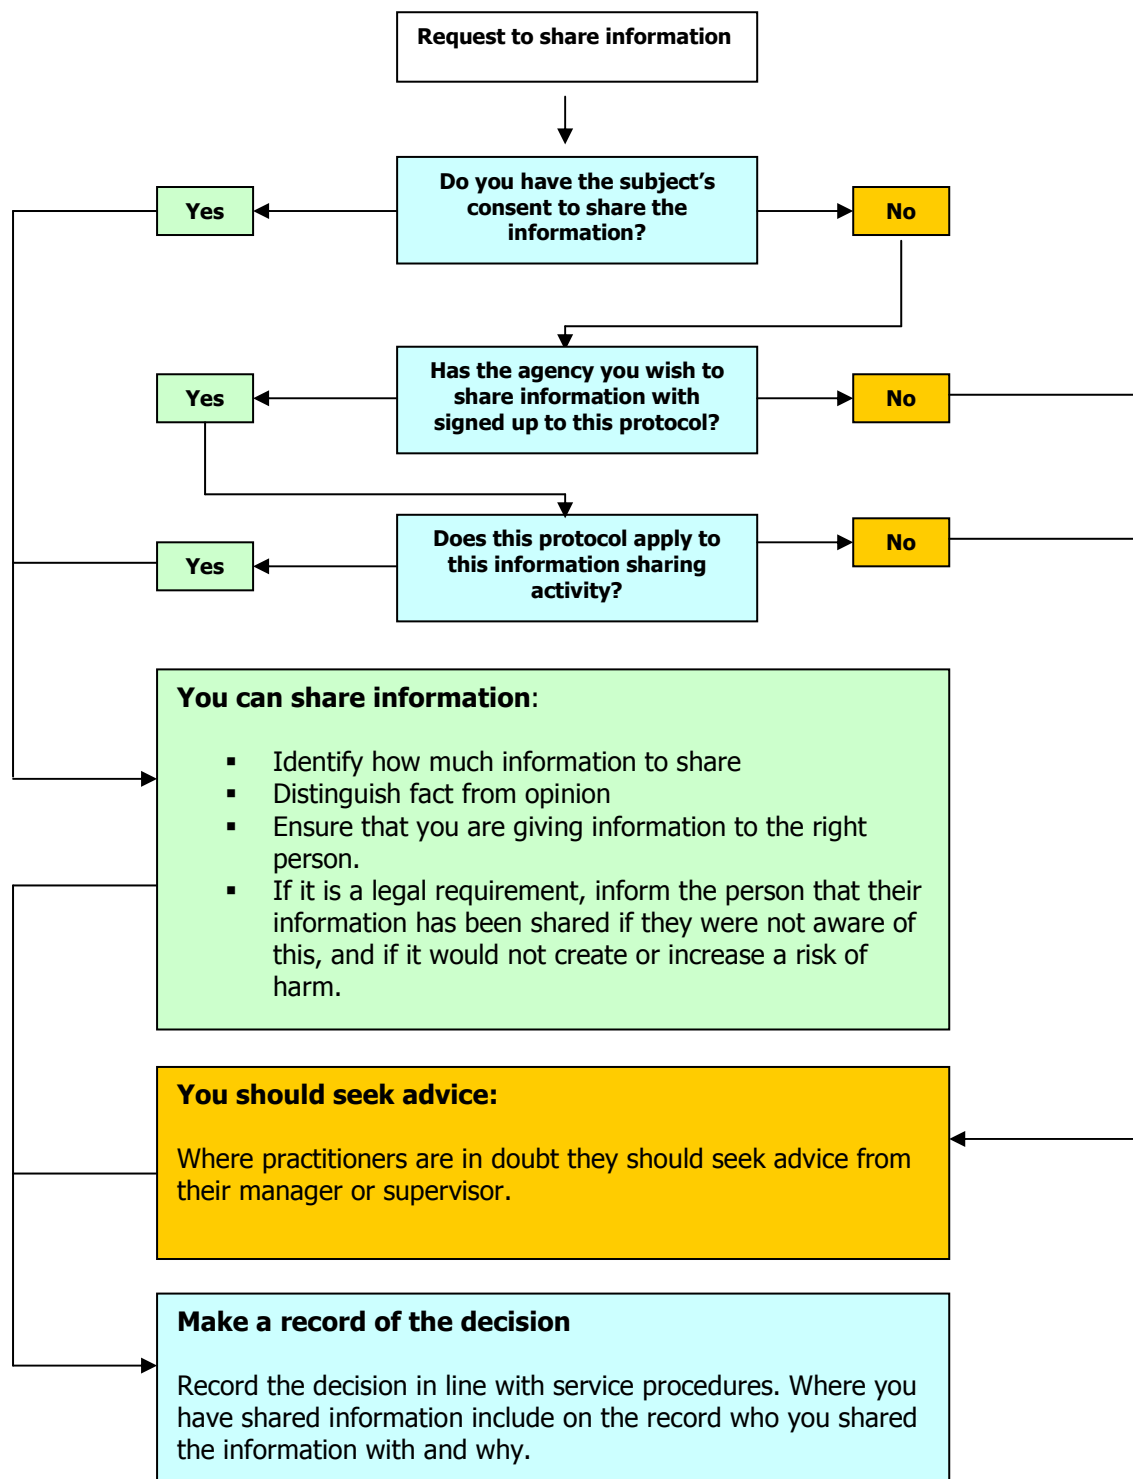 Request to share information
Do you have the subject’s
consent to share the
information?
Yes
No
Has the agency you wish to
share information with
signed up to this protocol?
Yes
No
Does this protocol apply to
this information sharing
activity?
Yes
No
You can share information:
▪ Identify how much information to share
▪ Distinguish fact from opinion
▪ Ensure that you are giving information to the right
person.
▪ If it is a legal requirement, inform the person that their
information has been shared if they were not aware of
this, and if it would not create or increase a risk of
harm.
You should seek advice:
Where practitioners are in doubt they should seek advice from
their manager or supervisor.
Make a record of the decision
Record the decision in line with service procedures. Where you
have shared information include on the record who you shared
the information with and why.